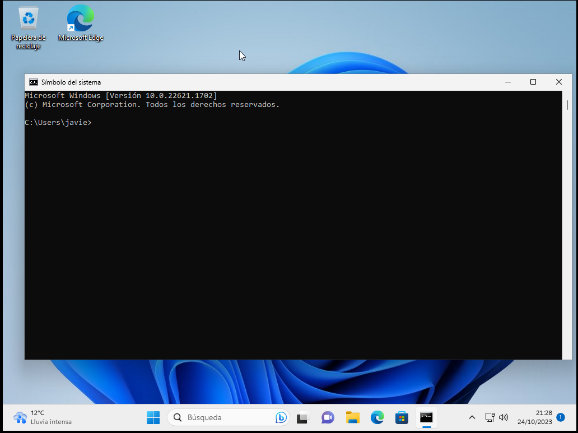 Papelera de
reciclaje
Microsoft Edge
Símbolo del sistema
Microsoft Windows [Versión 10.0.22621.1702]
(c) Microsoft Corporation. Todos los derechos reservados.
C:\Users\javie>
12°C
Lluvia intensa
Búsqueda
21:28
24/10/2023